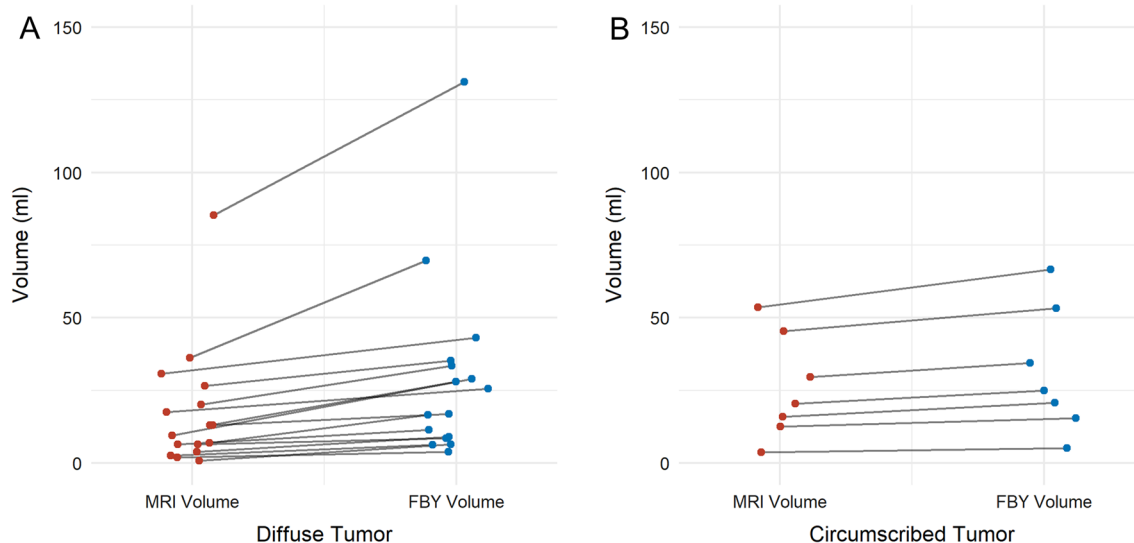 A
150
100
50
0
Volume (ml)
MRI Volume
FBY Volume
Diffuse Tumor
B
150
100
50
0
Volume (ml)
MRI Volume
FBY Volume
Circumscribed Tumor